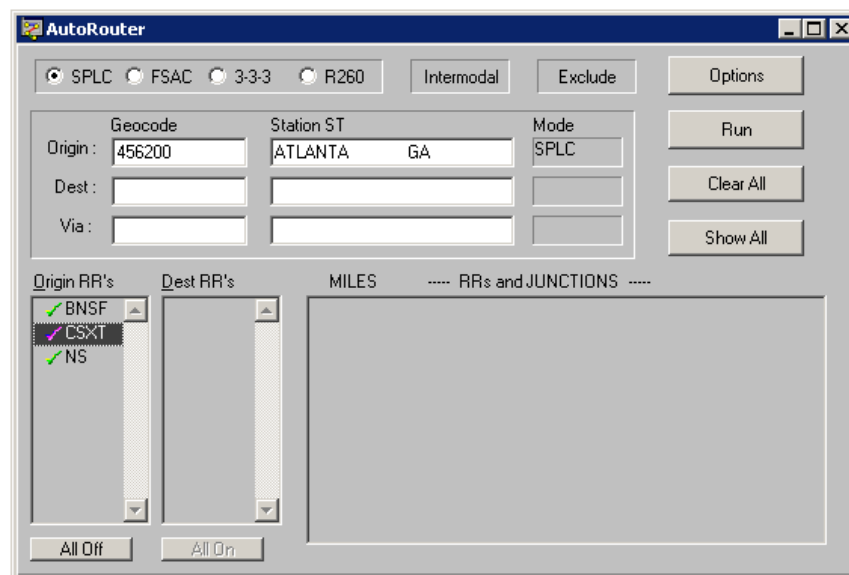 AutoRouter
SPLC FSAC 3-3-3 R260 Intermodal Exclude Options
Geocode Station ST Mode Run
Origin : 456200 ATLANTA GA SPLC
Dest : Clear All
Via : Show All
Origin RR's Dest RR's MILES ----- RRs and JUNCTIONS -----
BNSF
CSXT
NS
All Off All On